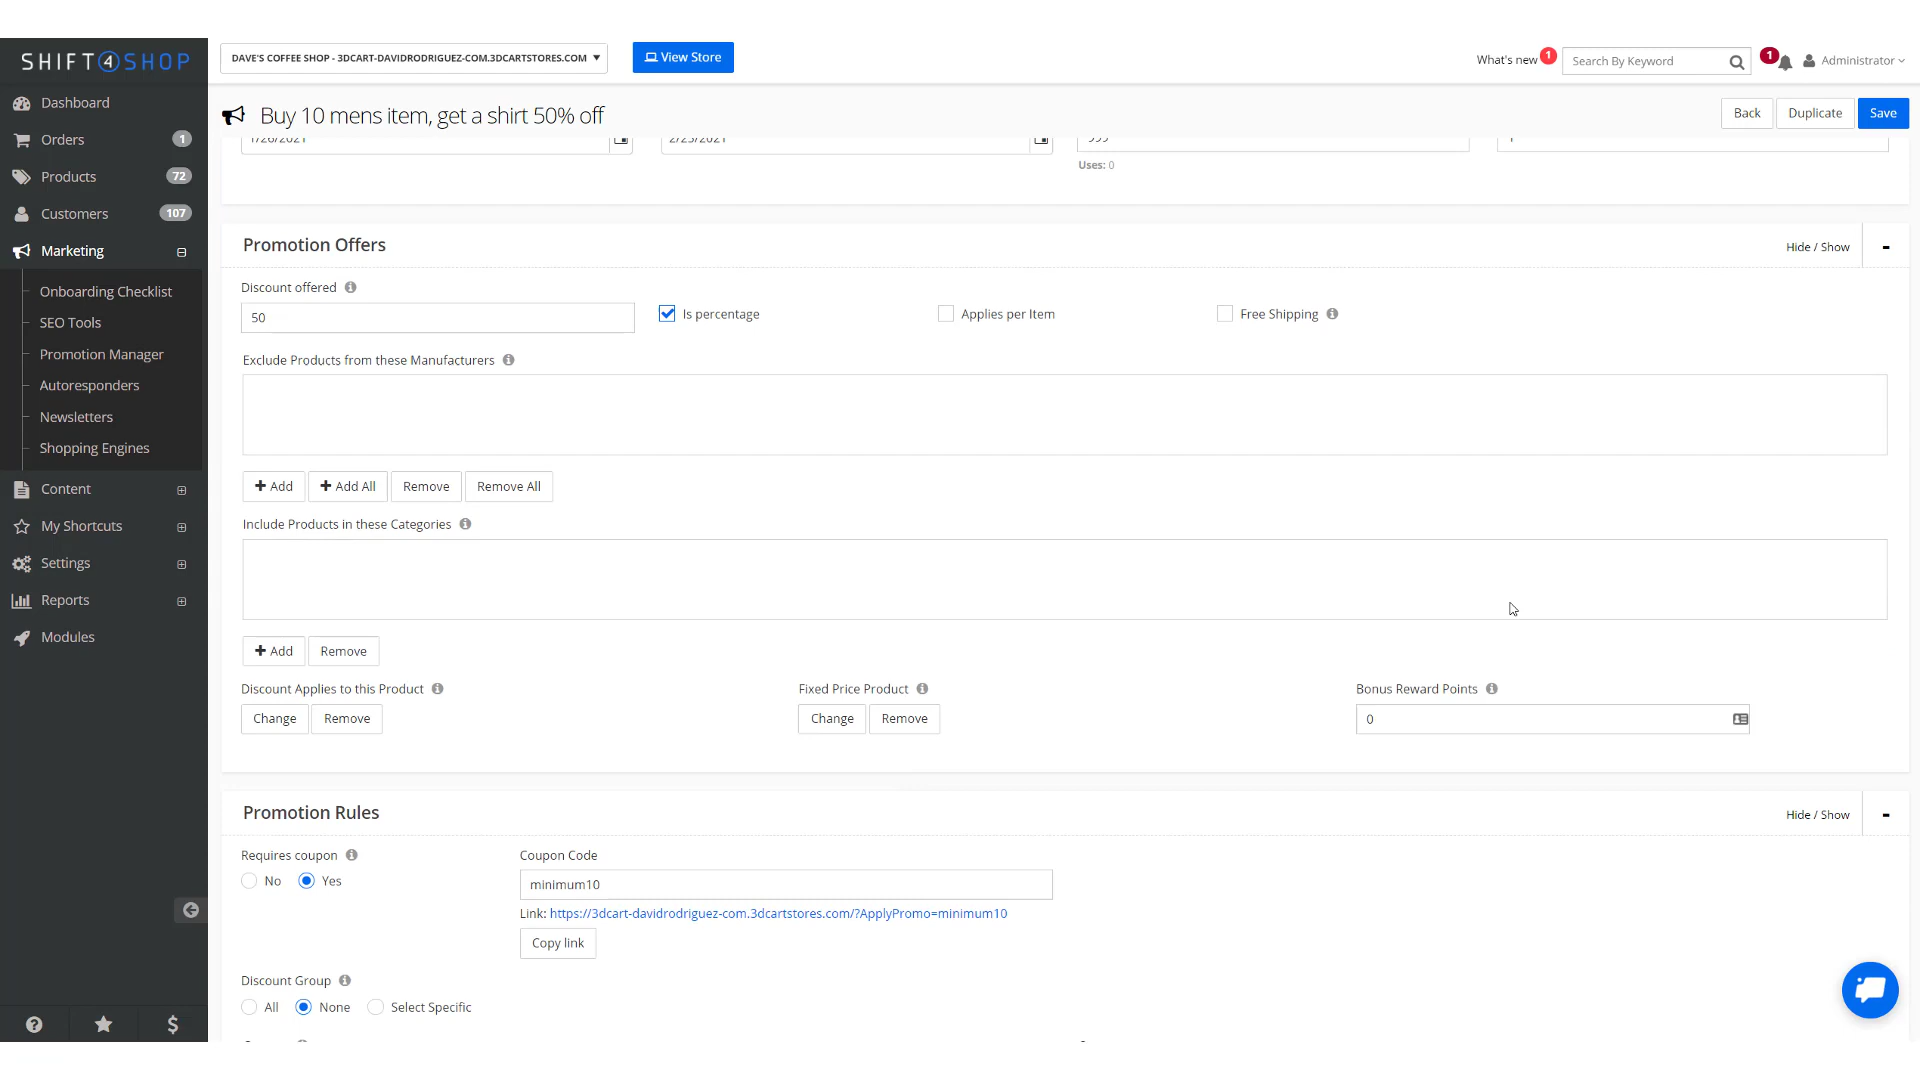 SHIFT4SHOP
DAVE'S COFFEE SHOP - 3DCART-DAVIDRODRIGUEZ-COM.3DCARTSTORES.COM
View Store
What's new 1
Search By Keyword
1
Administrator
Dashboard
Orders 1
Products 72
Customers 107
Marketing
Onboarding Checklist
SEO Tools
Promotion Manager
Autoresponders
Newsletters
Shopping Engines
Content
My Shortcuts
Settings
Reports
Modules
Buy 10 mens item, get a shirt 50% off
Back Duplicate Save
1/26/2021 2/25/2021 999
Uses: 0
Promotion Offers
Hide / Show
Discount offered
50
Is percentage
Applies per Item
Free Shipping
Exclude Products from these Manufacturers
Add Add All Remove Remove All
Include Products in these Categories
Add Remove
Discount Applies to this Product
Change Remove
Fixed Price Product
Change Remove
Bonus Reward Points
0
Promotion Rules
Hide / Show
Requires coupon
No Yes
Coupon Code
minimum10
Link: https://3dcart-davidrodriguez-com.3dcartstores.com/?ApplyPromo=minimum10
Copy link
Discount Group
All None Select Specific